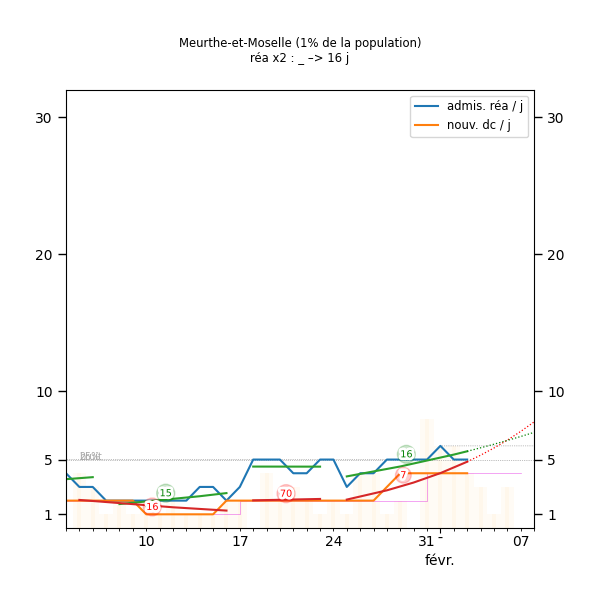 Meurthe-et-Moselle (1% de la population)
réa x2 : _ –> 16 j
admis. réa / j
nouv. dc / j
30 30
20 20
10 10
5 5
1 1
16
7
15
70
16
10 17 24 31 07
févr.